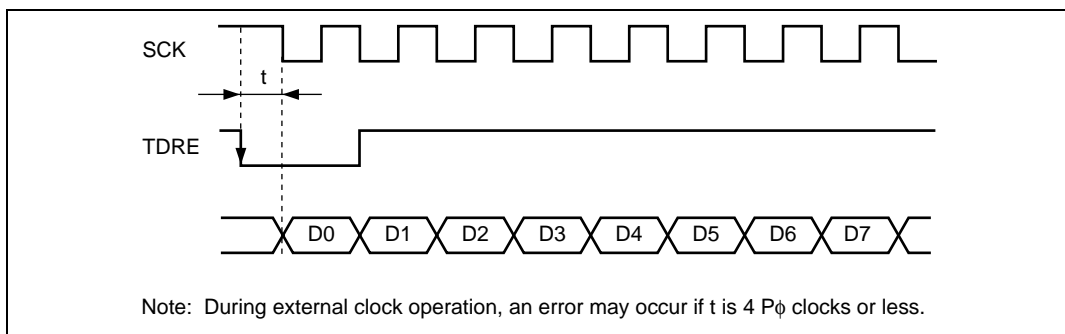 SCK
t
TDRE
D0 D1 D2 D3 D4 D5 D6 D7
Note: During external clock operation, an error may occur if t is 4 Pϕ clocks or less.